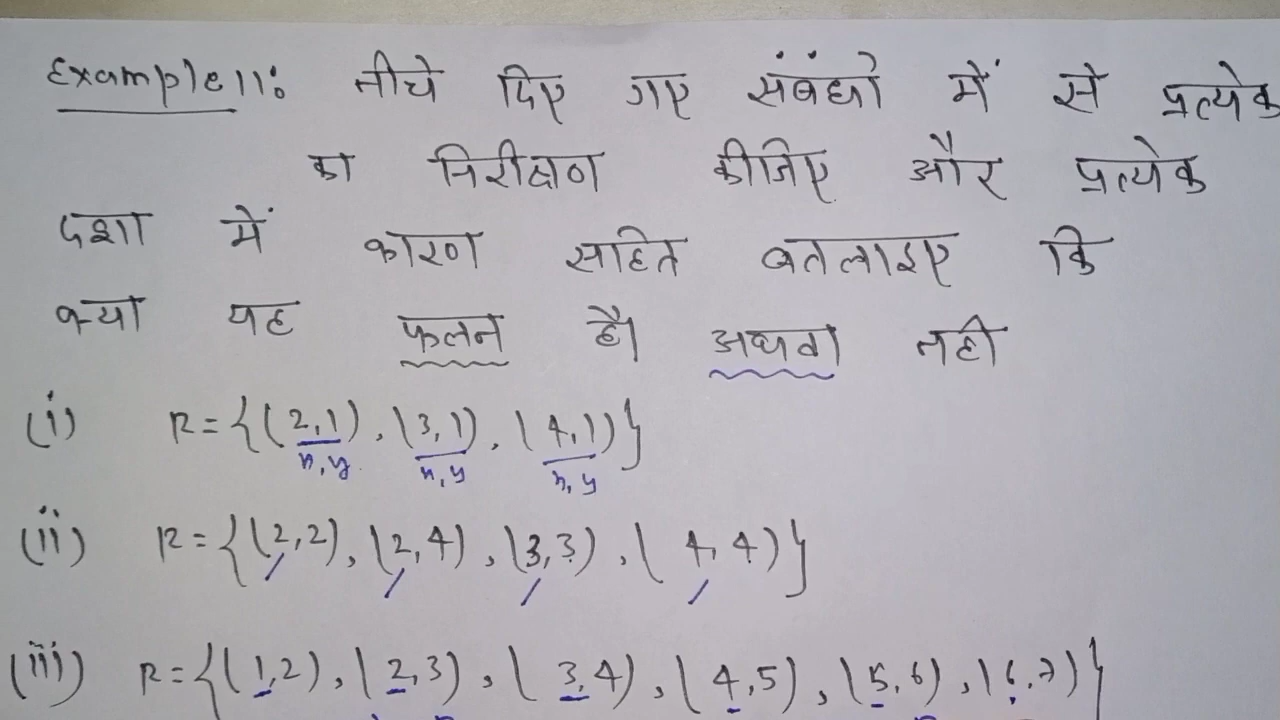 Example 11: नीचे दिए गए संबंधो में से प्रत्येक
का निरीक्षण कीजिए और प्रत्येक
दशा में कारण सहित बतलाइए कि
क्या यह फलन है। अथवा नही
(i) R={(2,1), (3,1), (4,1)}
x,y x,y x,y
(ii) R={(2,2), (2,4), (3,3), (4,4)}
(iii) R={(1,2), (2,3), (3,4), (4,5), (5,6), (6,7)}